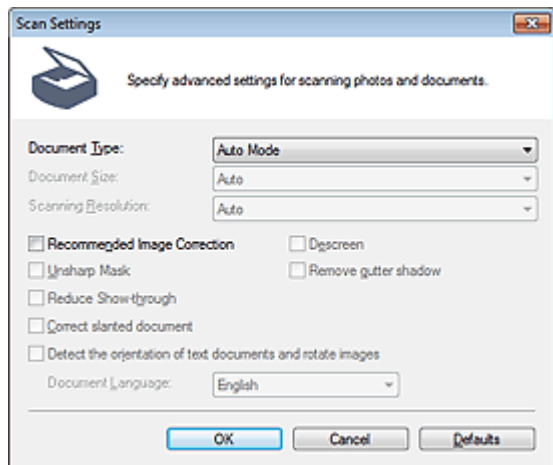 Scan Settings
Specify advanced settings for scanning photos and documents.
Document Type: Auto Mode
Document Size: Auto
Scanning Resolution: Auto
Recommended Image Correction Descreen
Unsharp Mask Remove gutter shadow
Reduce Show-through
Correct slanted document
Detect the orientation of text documents and rotate images
Document Language: English
OK Cancel Defaults